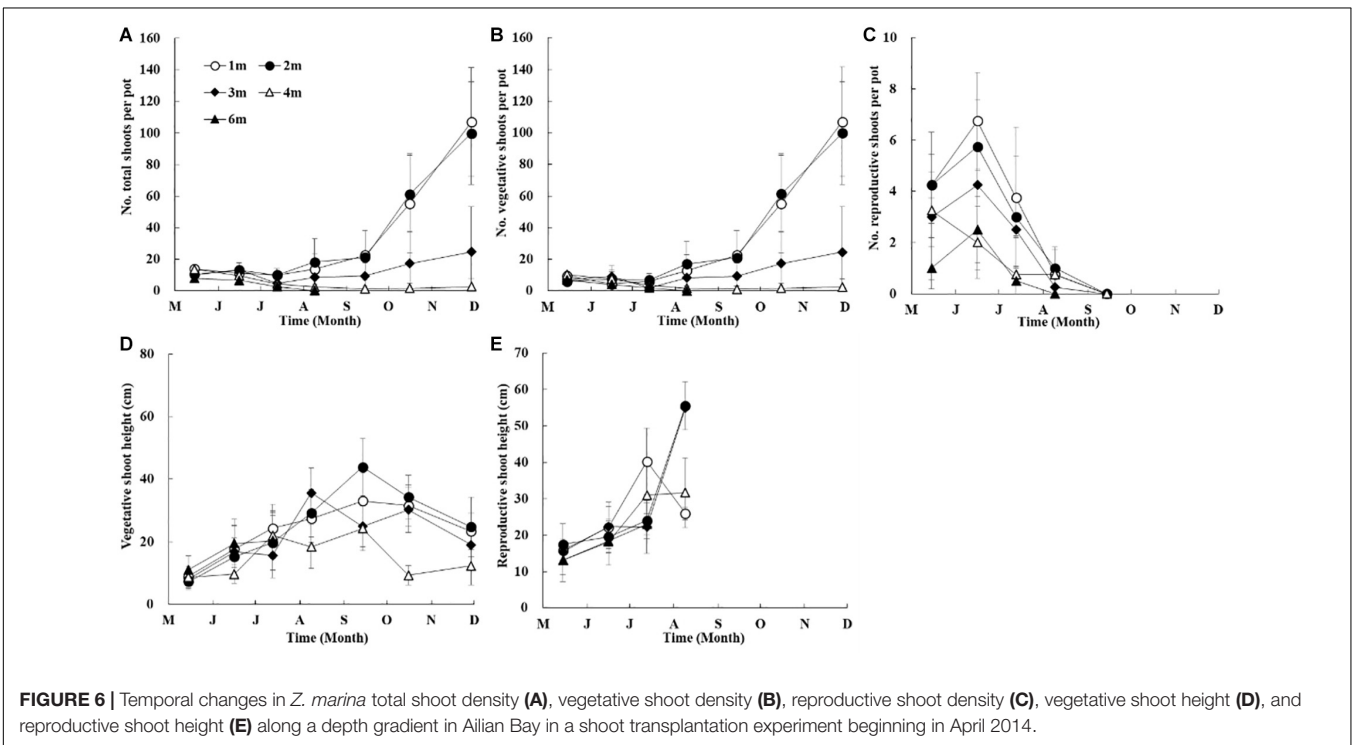 A
160
140
120
100
80
60
40
20
0
No. total shoots per pot
1m 2m
3m 4m
6m
M J J A S O N D
Time (Month)
B
160
140
120
100
80
60
40
20
0
No. vegetative shoots per pot
M J J A S O N D
Time (Month)
C
10
8
6
4
2
0
No. reproductive shoots per pot
M J J A S O N D
Time (Month)
D
80
60
40
20
0
Vegetative shoot height (cm)
M J J A S O N D
Time (Month)
E
70
60
50
40
30
20
10
0
Reproductive shoot height (cm)
M J J A S O N D
Time (Month)
FIGURE 6 | Temporal changes in Z. marina total shoot density (A), vegetative shoot density (B), reproductive shoot density (C), vegetative shoot height (D), and
reproductive shoot height (E) along a depth gradient in Ailian Bay in a shoot transplantation experiment beginning in April 2014.